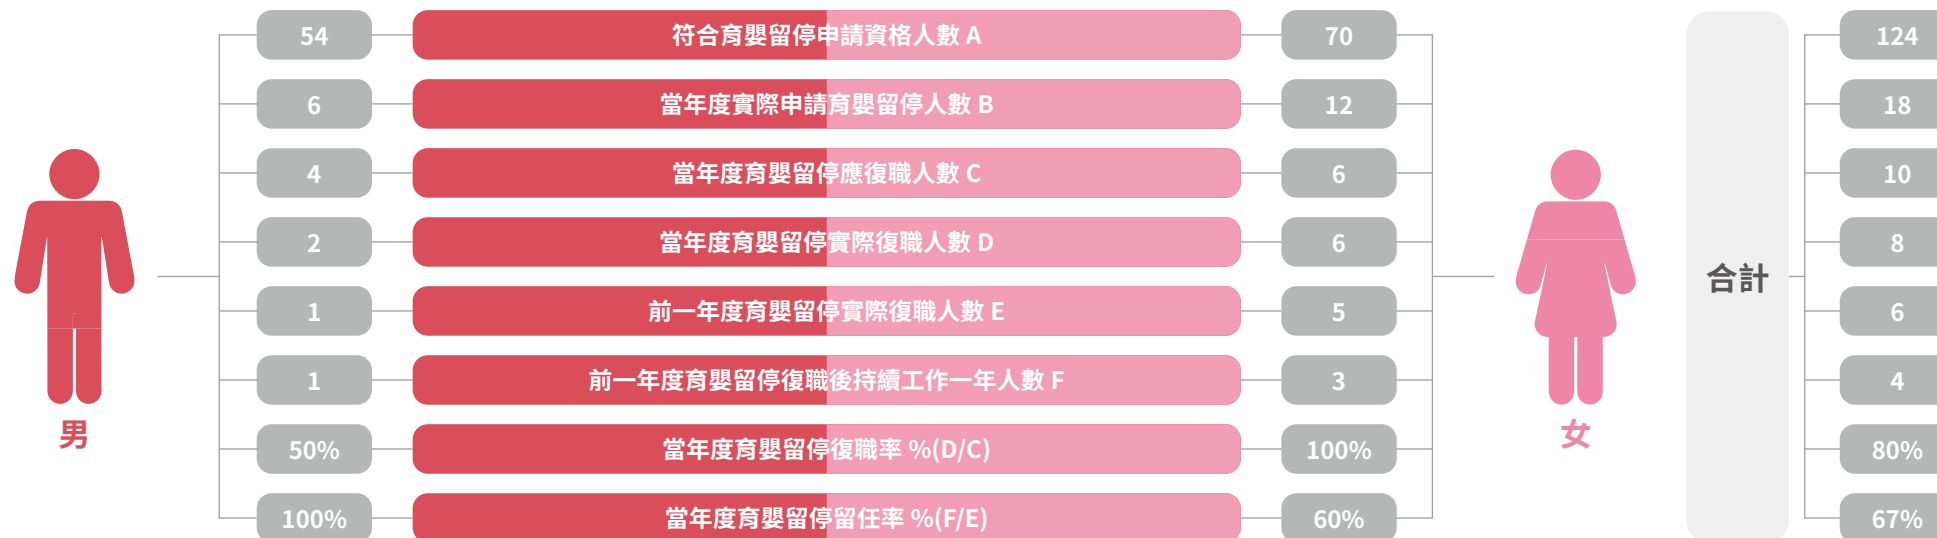 54 符合育嬰留停申請資格人數 A 70 124
6 當年度實際申請育嬰留停人數 B 12 18
4 當年度育嬰留停應復職人數 C 6 10
2 當年度育嬰留停實際復職人數 D 6 8
合計
1 前一年度育嬰留停實際復職人數 E 5 6
1 前一年度育嬰留停復職後持續工作一年人數 F 3 4
男 50% 當年度育嬰留停復職率 %(D/C) 100% 女 80%
100% 當年度育嬰留停留任率 %(F/E) 60% 67%